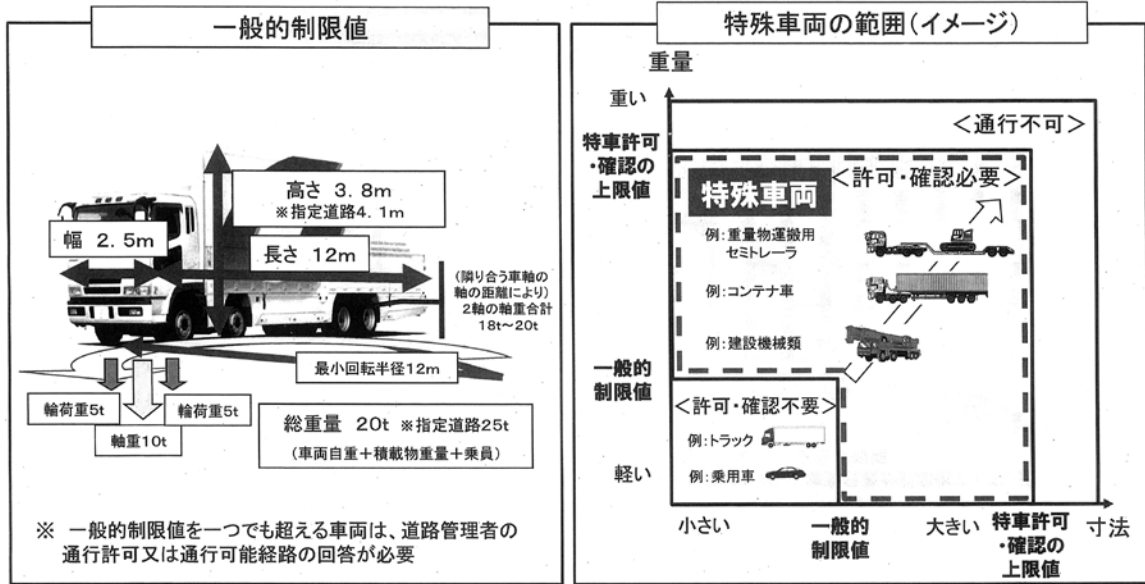 一般的制限値
高さ 3.8m
※指定道路4.1m
幅 2.5m
長さ 12m
(隣り合う車軸の
軸の距離により)
2軸の軸重合計
18t～20t
最小回転半径12m
輪荷重5t
輪荷重5t
軸重10t
総重量 20t ※指定道路25t
(車両自重＋積載物重量＋乗員)
※ 一般的制限値を一つでも超える車両は、道路管理者の
通行許可又は通行可能経路の回答が必要
特殊車両の範囲(イメージ)
重量
重い
＜通行不可＞
特車許可
・確認の
上限値
＜許可・確認必要＞
特殊車両
例:重量物運搬用
セミトレーラ
例:コンテナ車
例:建設機械類
一般的
制限値
＜許可・確認不要＞
例:トラック
例:乗用車
軽い
小さい
一般的
制限値
大きい
特車許可
・確認の
上限値
寸法